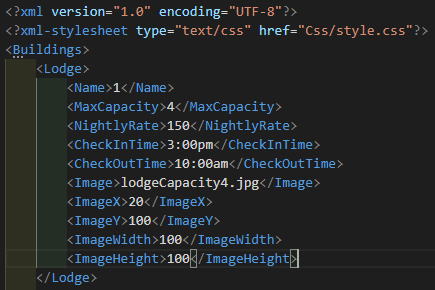 <?xml version="1.0" encoding="UTF-8"?>
<?xml-stylesheet type="text/css" href="Css/style.css"?>
<Buildings>
<Lodge>
<Name>1</Name>
<MaxCapacity>4</MaxCapacity>
<NightlyRate>150</NightlyRate>
<CheckInTime>3:00pm</CheckInTime>
<CheckOutTime>10:00am</CheckOutTime>
<Image>lodgeCapacity4.jpg</Image>
<ImageX>20</ImageX>
<ImageY>100</ImageY>
<ImageWidth>100</ImageWidth>
<ImageHeight>100</ImageHeight>
</Lodge>